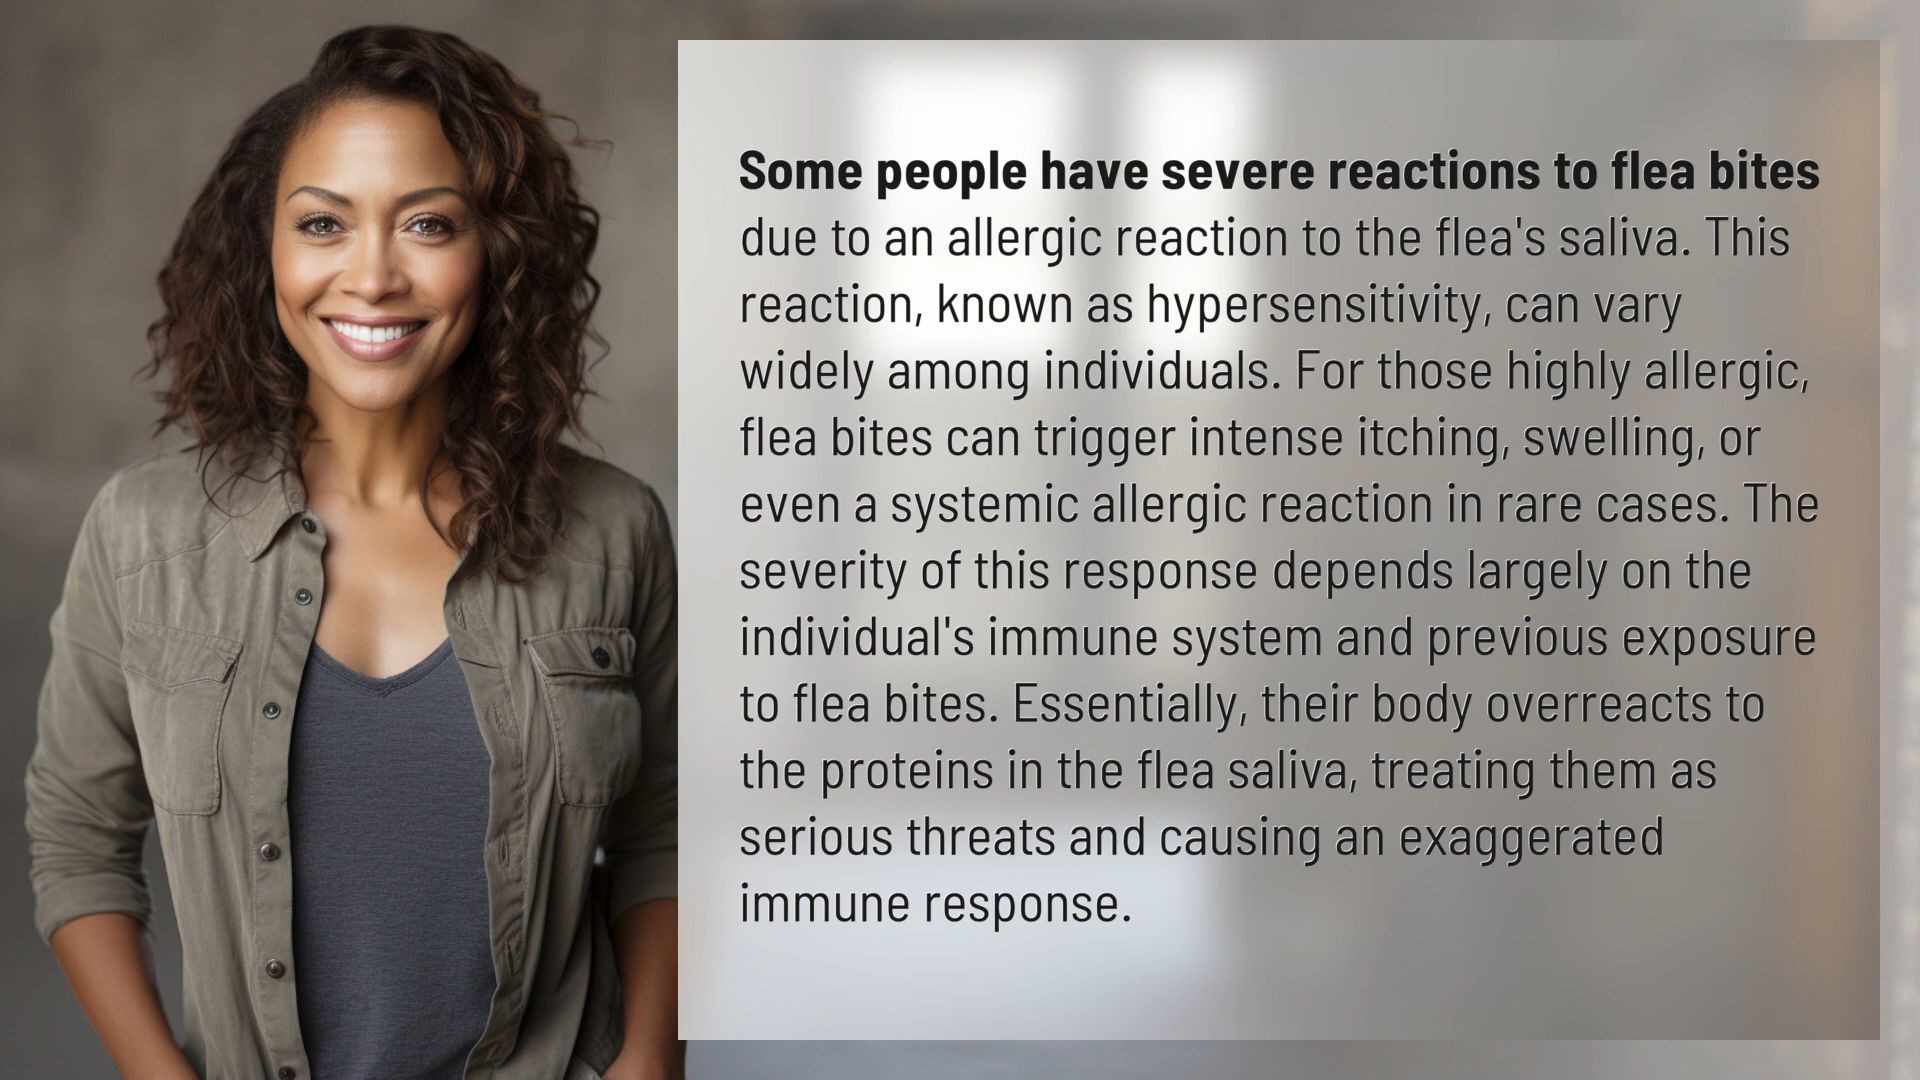 Some people have severe reactions to flea bites
due to an allergic reaction to the flea's saliva. This
reaction, known as hypersensitivity, can vary
widely among individuals. For those highly allergic,
flea bites can trigger intense itching, swelling, or
even a systemic allergic reaction in rare cases. The
severity of this response depends largely on the
individual's immune system and previous exposure
to flea bites. Essentially, their body overreacts to
the proteins in the flea saliva, treating them as
serious threats and causing an exaggerated
immune response.